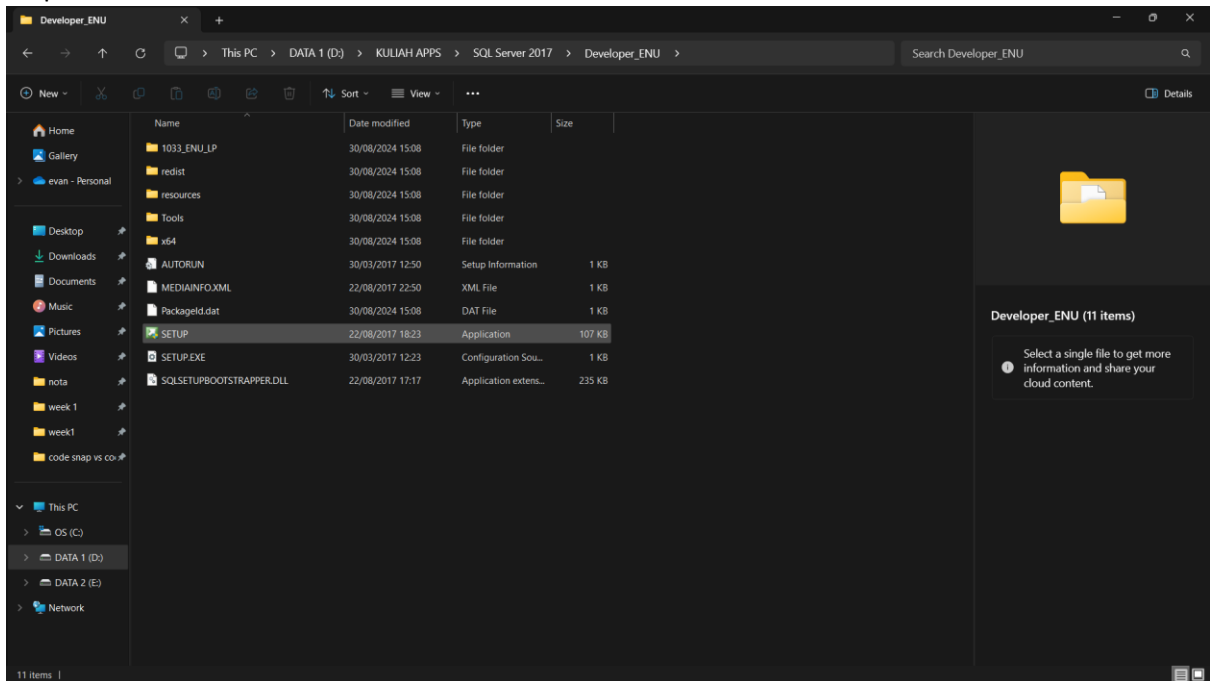 Developer_ENU
This PC > DATA 1 (D:) > KULIAH APPS > SQL Server 2017 > Developer_ENU >
Search Developer_ENU
New
Sort
View
Details
Home
Gallery
evan - Personal
Desktop
Downloads
Documents
Music
Pictures
Videos
nota
week 1
week1
code snap vs co
This PC
OS (C:)
DATA 1 (D:)
DATA 2 (E:)
Network
Name Date modified Type Size
1033_ENU_LP 30/08/2024 15:08 File folder
redist 30/08/2024 15:08 File folder
resources 30/08/2024 15:08 File folder
Tools 30/08/2024 15:08 File folder
x64 30/08/2024 15:08 File folder
AUTORUN 30/03/2017 12:50 Setup Information 1 KB
MEDIAINFO.XML 22/08/2017 22:50 XML File 1 KB
PackageId.dat 30/08/2024 15:08 DAT File 1 KB
SETUP 22/08/2017 18:23 Application 107 KB
SETUP.EXE 30/03/2017 12:23 Configuration Sou... 1 KB
SQLSETUPBOOTSTRAPPER.DLL 22/08/2017 17:17 Application extens... 235 KB
Developer_ENU (11 items)
Select a single file to get more
information and share your
cloud content.
11 items